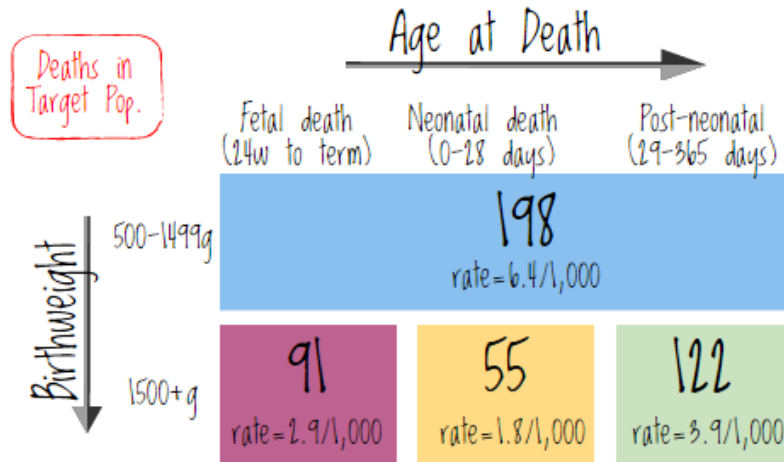 Age at Death
Deaths in
Target Pop.
Fetal death
(24w to term)
Neonatal death
(0-28 days)
Post-neonatal
(29-365 days)
Birthweight
500-1499g
198
rate=6.4/1,000
1500+g
91
rate=2.9/1,000
55
rate=1.8/1,000
122
rate=3.9/1,000